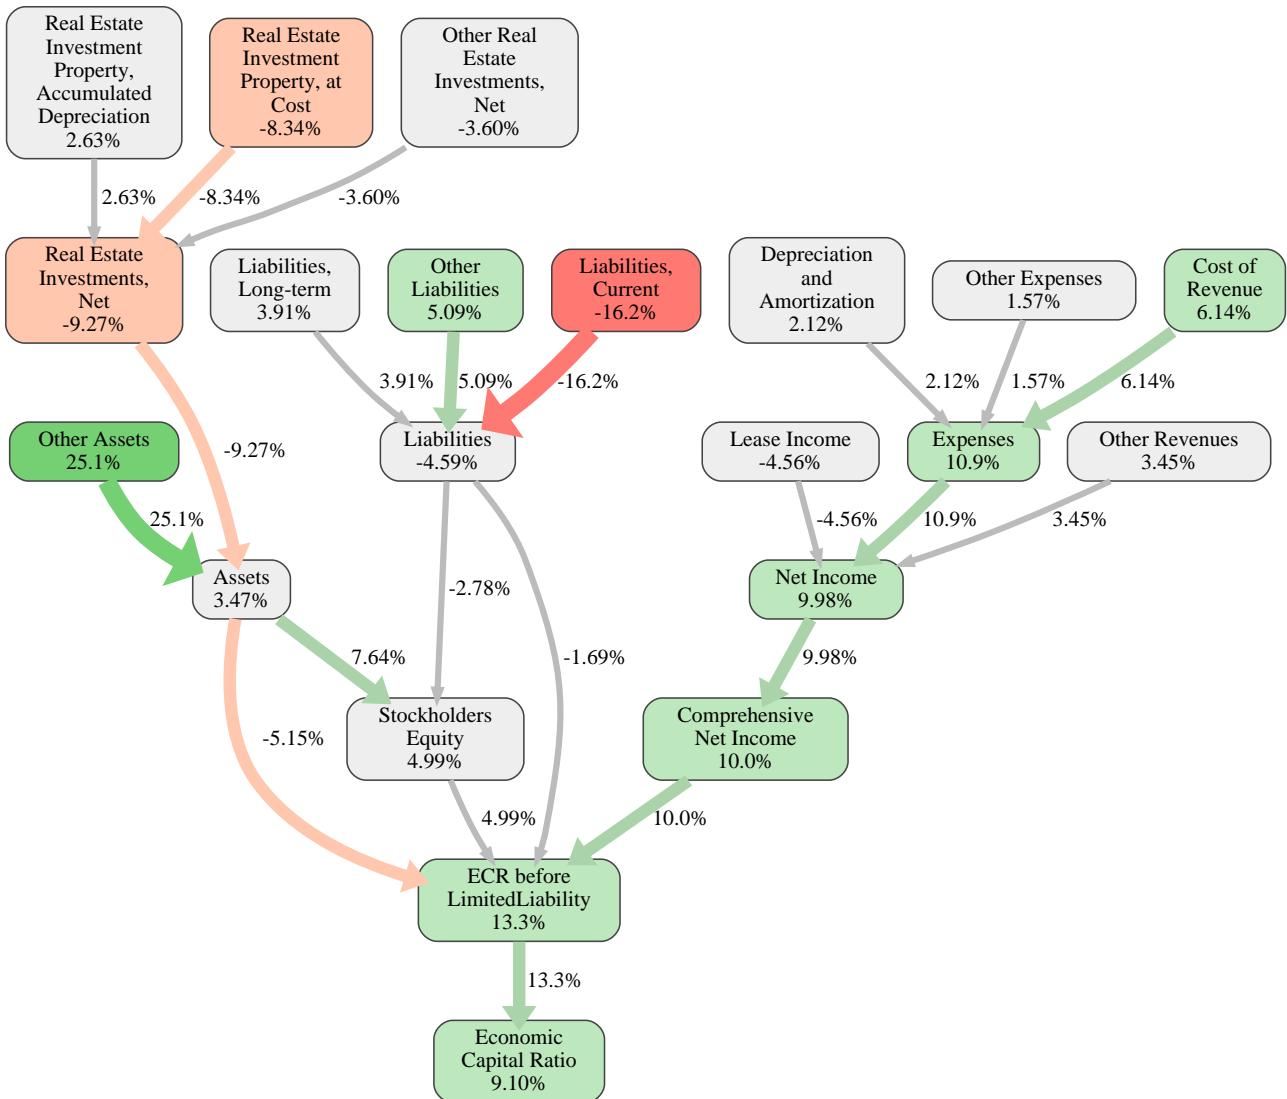 Real Estate
Investment
Property,
Accumulated
Depreciation
2.63%
Real Estate
Investment
Property, at
Cost
-8.34%
Other Real
Estate
Investments,
Net
-3.60%
2.63%
-8.34%
-3.60%
Real Estate
Investments,
Net
-9.27%
Liabilities,
Long-term
3.91%
Other
Liabilities
5.09%
Liabilities,
Current
-16.2%
Depreciation
and
Amortization
2.12%
Other Expenses
1.57%
Cost of
Revenue
6.14%
3.91%
5.09%
-16.2%
2.12%
1.57%
6.14%
Other Assets
25.1%
-9.27%
Liabilities
-4.59%
Lease Income
-4.56%
Expenses
10.9%
Other Revenues
3.45%
25.1%
-4.56%
10.9%
3.45%
Assets
3.47%
-2.78%
Net Income
9.98%
7.64%
-1.69%
9.98%
-5.15%
Stockholders
Equity
4.99%
Comprehensive
Net Income
10.0%
4.99%
10.0%
ECR before
LimitedLiability
13.3%
13.3%
Economic
Capital Ratio
9.10%